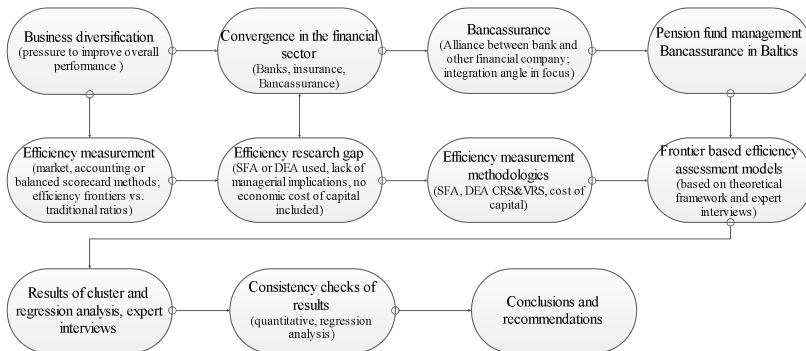 Business diversification
(pressure to improve overall
performance )
Convergence in the financial
sector
(Banks, insurance,
Bancassurance)
Bancassurance
(Alliance between bank and
other financial company;
integration angle in focus)
Pension fund management
Bancassurance in Baltics
Efficiency measurement
(market, accounting or
balanced scorecard methods;
efficiency frontiers vs.
traditional ratios)
Efficiency research gap
(SFA or DEA used, lack of
managerial implications, no
economic cost of capital
included)
Efficiency measurement
methodologies
(SFA, DEA CRS&VRS, cost of
capital)
Frontier based efficiency
assessment models
(based on theoretical
framework and expert
interviews)
Results of cluster and
regression analysis, expert
interviews
Consistency checks of
results
(quantitative, regression
analysis)
Conclusions and
recommendations